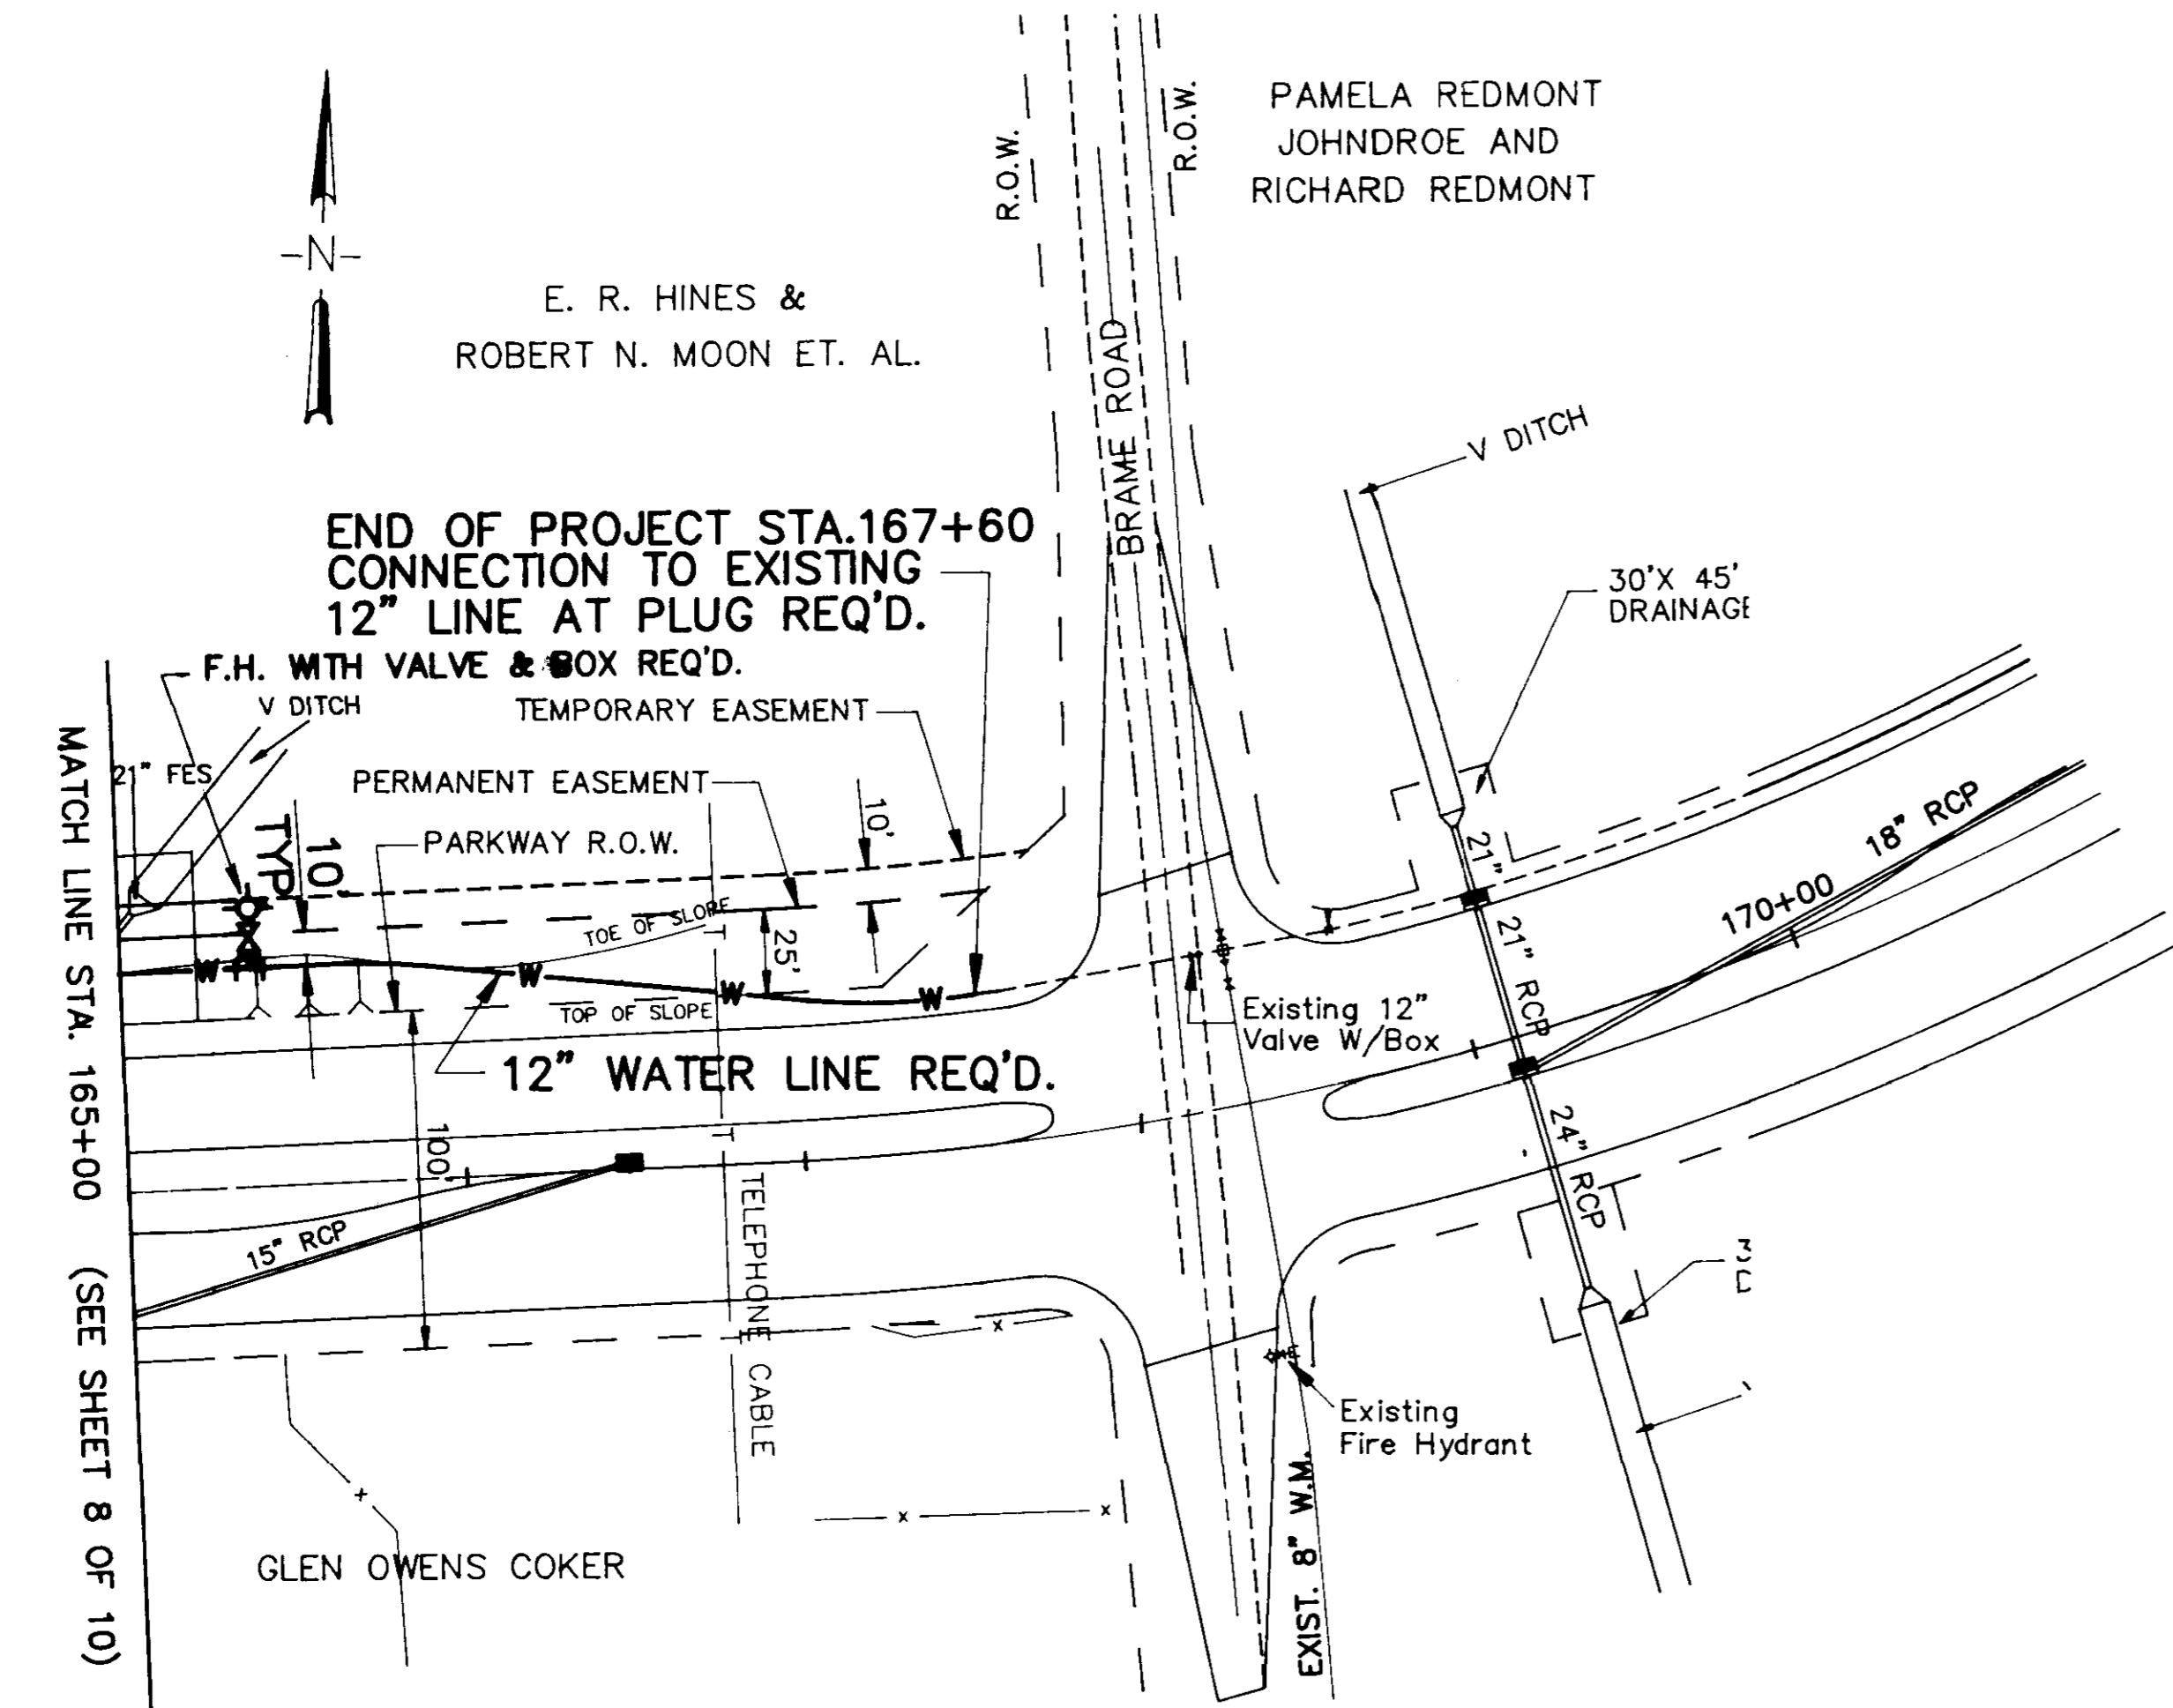 PAMELA REDMONT
JOHNDROE AND
RICHARD REDMONT
R.O.W.
R.O.W.
-N-
E. R. HINES &
ROBERT N. MOON ET. AL.
BRAME ROAD
V DITCH
END OF PROJECT STA.167+60
CONNECTION TO EXISTING
12" LINE AT PLUG REQ'D.
30'X 45'
DRAINAGE
F.H. WITH VALVE & BOX REQ'D.
V DITCH
TEMPORARY EASEMENT
21" FES
PERMANENT EASEMENT
PARKWAY R.O.W.
10'
TYP
10'
25'
TOE OF SLOPE
TOP OF SLOPE
W
W
W
W
21"
21" RCP
18" RCP
170+00
Existing 12"
Valve W/Box
12" WATER LINE REQ'D.
100'
15" RCP
24" RCP
TELEPHONE CABLE
T
T
T
MATCH LINE STA. 165+00 (SEE SHEET 8 OF 10)
Existing
Fire Hydrant
EXIST. 8" W.M.
GLEN OWENS COKER